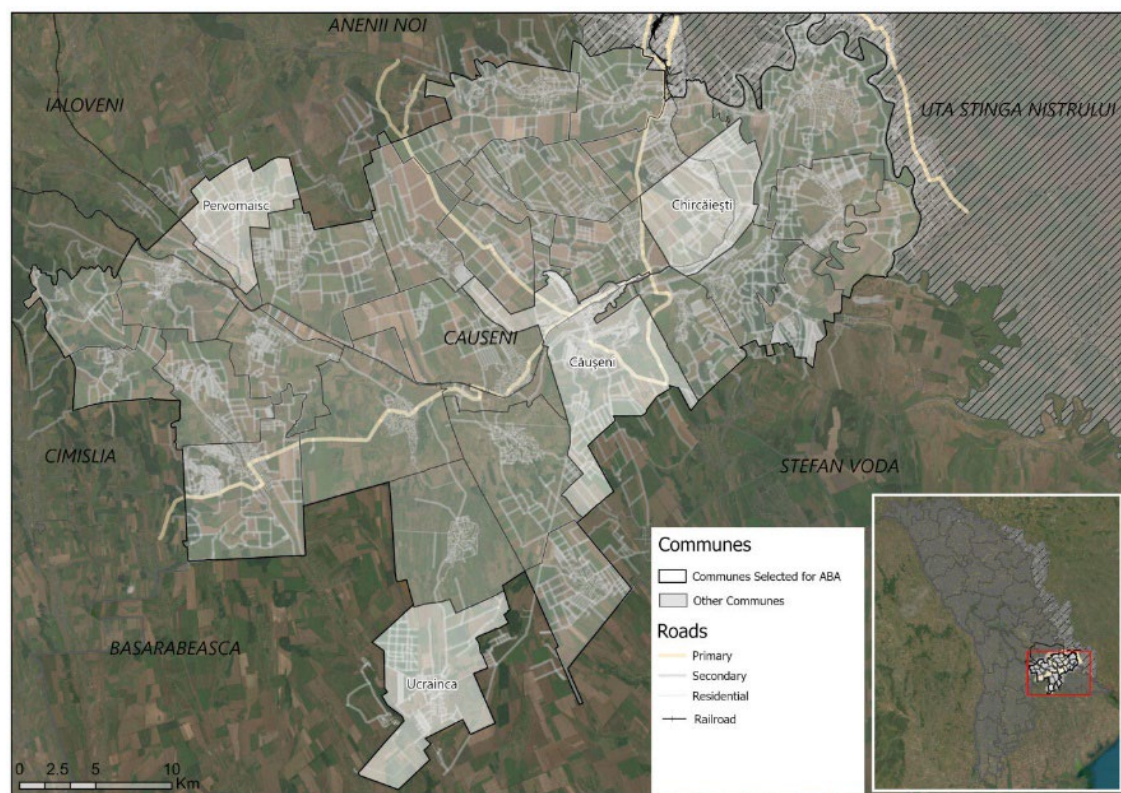 ANENII NOI
IALOVENI
UTA STINGA NISTRULUI
Pervomaisc
Chircăiești
CAUSENI
Căușeni
CIMISLIA
STEFAN VODA
BASARABEASCA
Ucrainca
Communes
Communes Selected for ABA
Other Communes
Roads
Primary
Secondary
Residential
Railroad
0 2.5 5 10
Km